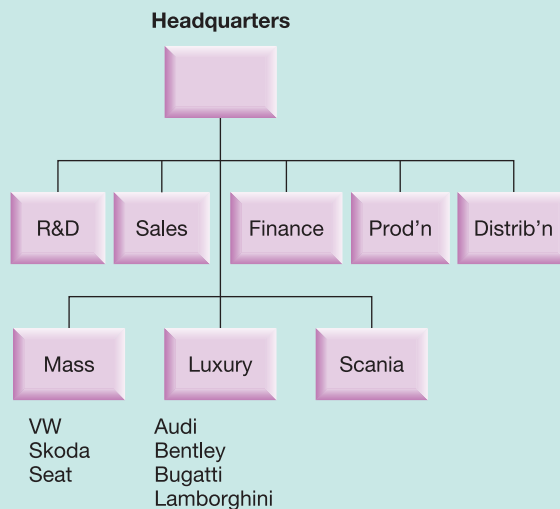 Headquarters
R&D
Sales
Finance
Prod'n
Distrib'n
Mass
Luxury
Scania
VW
Skoda
Seat
Audi
Bentley
Bugatti
Lamborghini